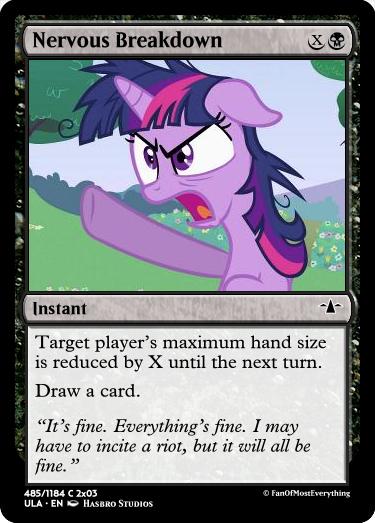 Nervous Breakdown X
Instant
Target player's maximum hand size
is reduced by X until the next turn.
Draw a card.
“It's fine. Everything's fine. I may
have to incite a riot, but it will all be
fine.”
485/1184 C 2x03
ULA • EN Hasbro Studios © FanOfMostEverything